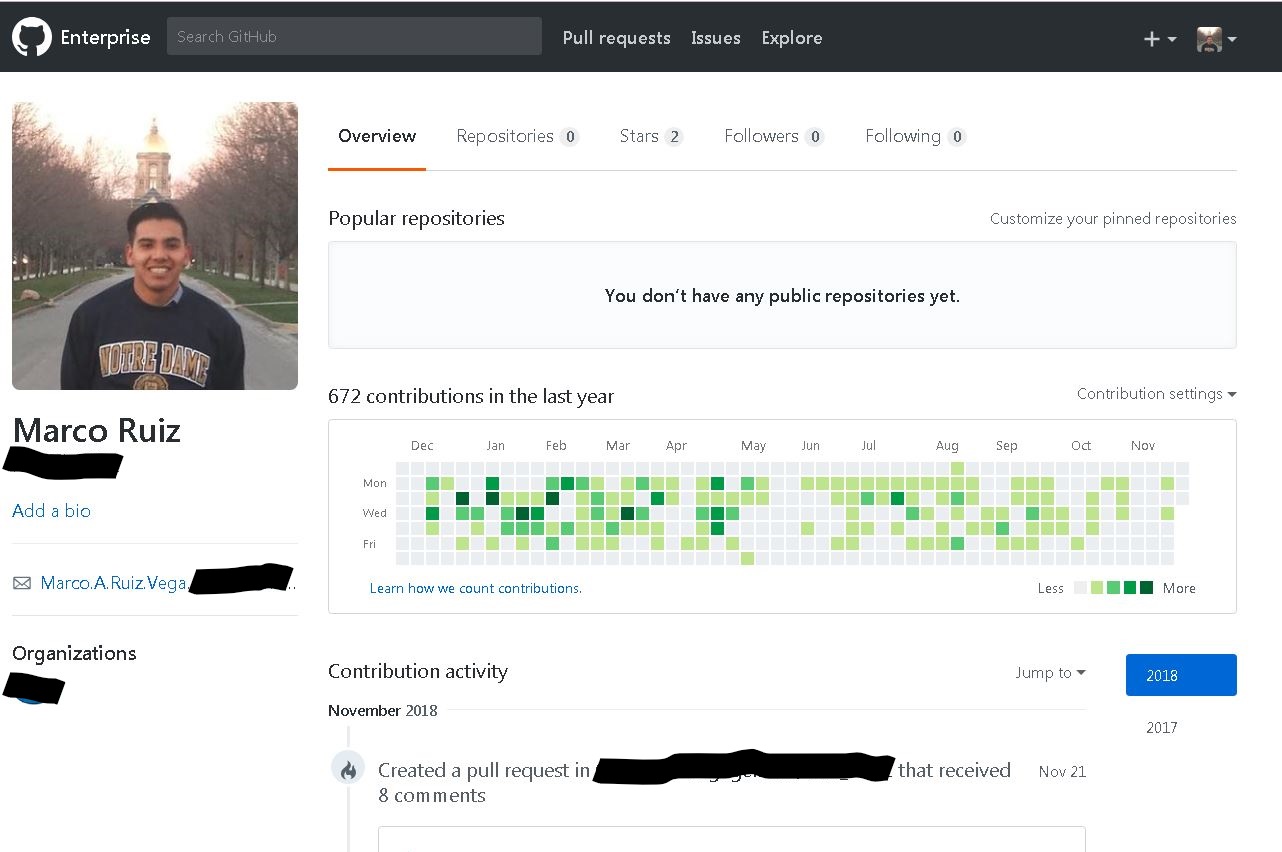 Enterprise
Search GitHub
Pull requests
Issues
Explore
Overview
Repositories 0
Stars 2
Followers 0
Following 0
NOTRE DAME
Marco Ruiz
Add a bio
Marco.A.Ruiz.Vega
Organizations
Popular repositories
Customize your pinned repositories
You don't have any public repositories yet.
672 contributions in the last year
Contribution settings
Dec Jan Feb Mar Apr May Jun Jul Aug Sep Oct Nov
Mon
Wed
Fri
Learn how we count contributions.
Less More
Contribution activity
Jump to
2018
2017
November 2018
Created a pull request in
that received
Nov 21
8 comments